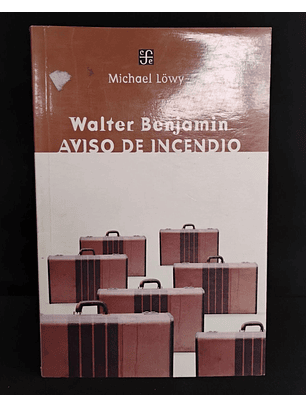 Michael Löwy
Walter Benjamin
AVISO DE INCENDIO